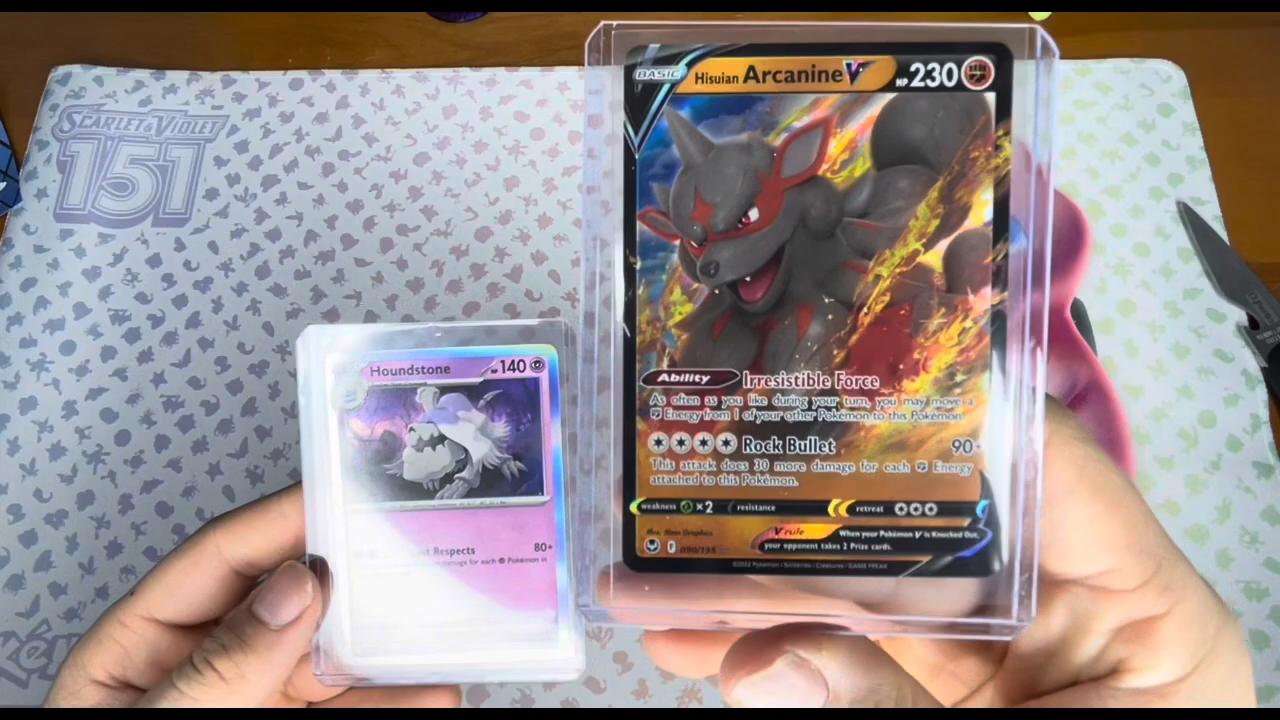 SCARLET & VIOLET
151
BASIC
Hisuian Arcanine V
HP 230
Ability
Irresistible Force
As often as you like during your turn, you may move a
Energy from 1 of your other Pokémon to this Pokémon.
Rock Bullet 90+
This attack does 30 more damage for each Energy
attached to this Pokémon.
weakness ×2 resistance retreat
V rule
When your Pokémon V is Knocked Out,
your opponent takes 2 Prize cards.
F 090/195
©2022 Pokémon / Nintendo / Creatures / GAME FREAK
Houndstone
HP 140
Respects 80+
damage for each Pokémon in